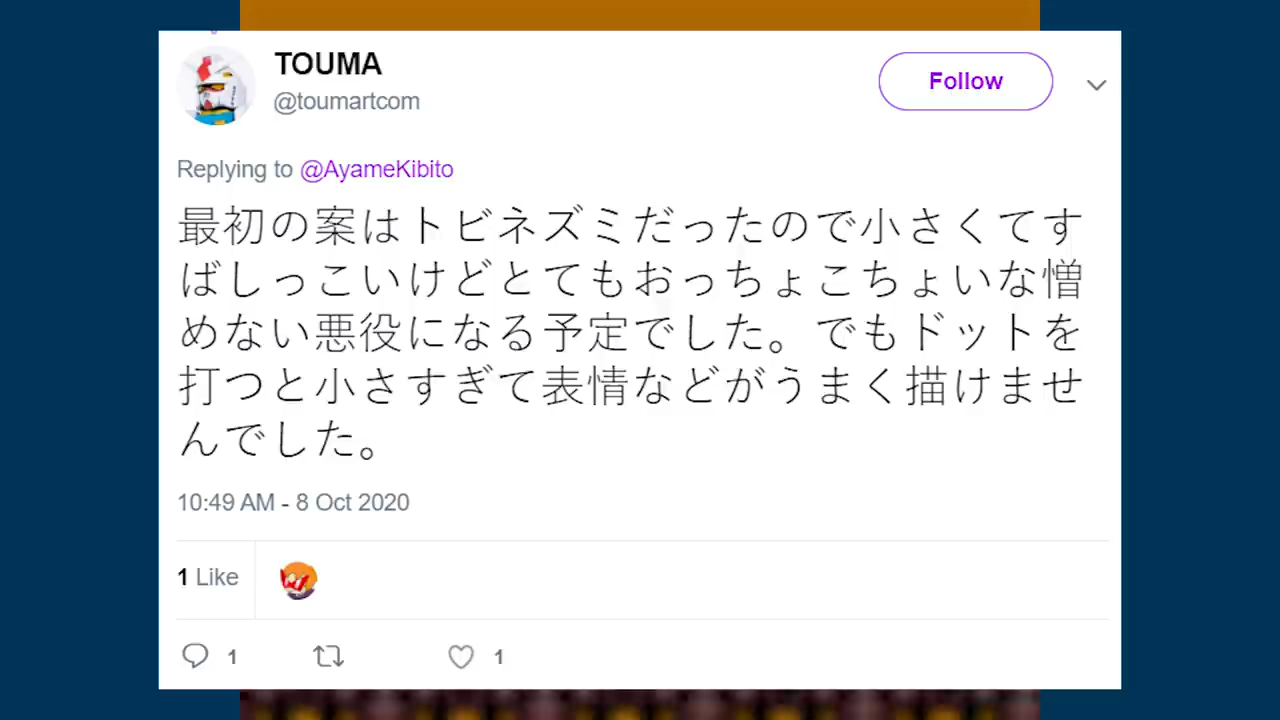 TOUMA
@toumartcom
Follow
Replying to @AyameKibito
最初の案はトビネズミだったので小さくてす
ばしっこいけどとてもおっちょこちょいな憎
めない悪役になる予定でした。でもドットを
打つと小さすぎて表情などがうまく描けませ
んでした。
10:49 AM - 8 Oct 2020
1 Like
1
1